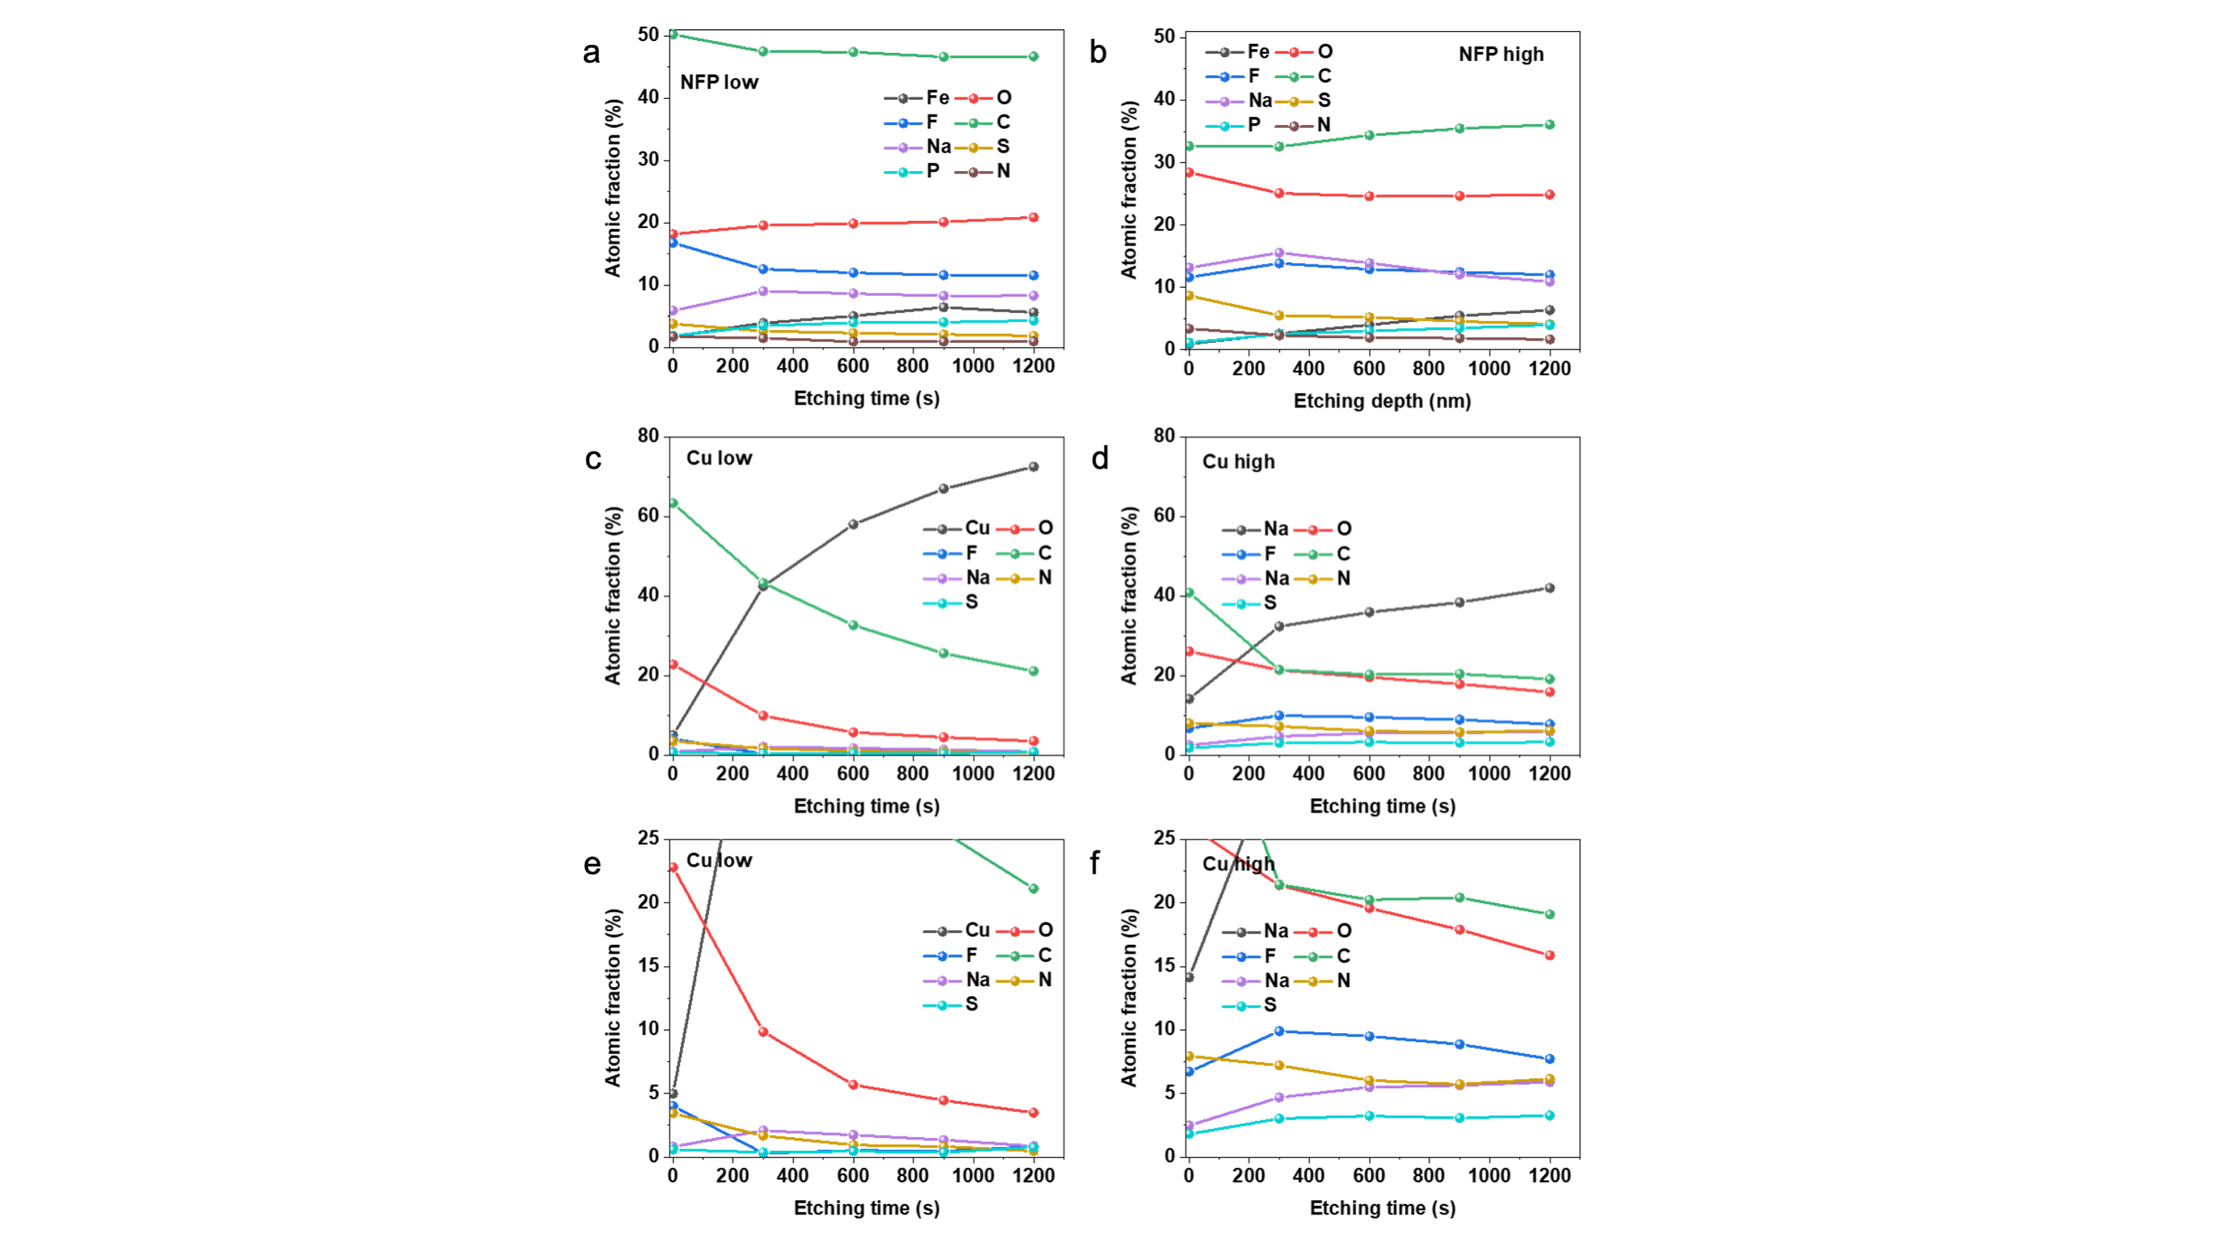 a
NFP low
Atomic fraction (%)
50
40
30
20
10
0
Fe O
F C
Na S
P N
0 200 400 600 800 1000 1200
Etching time (s)
b
NFP high
Atomic fraction (%)
50
40
30
20
10
0
Fe O
F C
Na S
P N
0 200 400 600 800 1000 1200
Etching depth (nm)
c
Cu low
Atomic fraction (%)
80
60
40
20
0
Cu O
F C
Na N
S
0 200 400 600 800 1000 1200
Etching time (s)
d
Cu high
Atomic fraction (%)
80
60
40
20
0
Na O
F C
Na N
S
0 200 400 600 800 1000 1200
Etching time (s)
e
Cu low
Atomic fraction (%)
25
20
15
10
5
0
Cu O
F C
Na N
S
0 200 400 600 800 1000 1200
Etching time (s)
f
Cu high
Atomic fraction (%)
25
20
15
10
5
0
Na O
F C
Na N
S
0 200 400 600 800 1000 1200
Etching time (s)